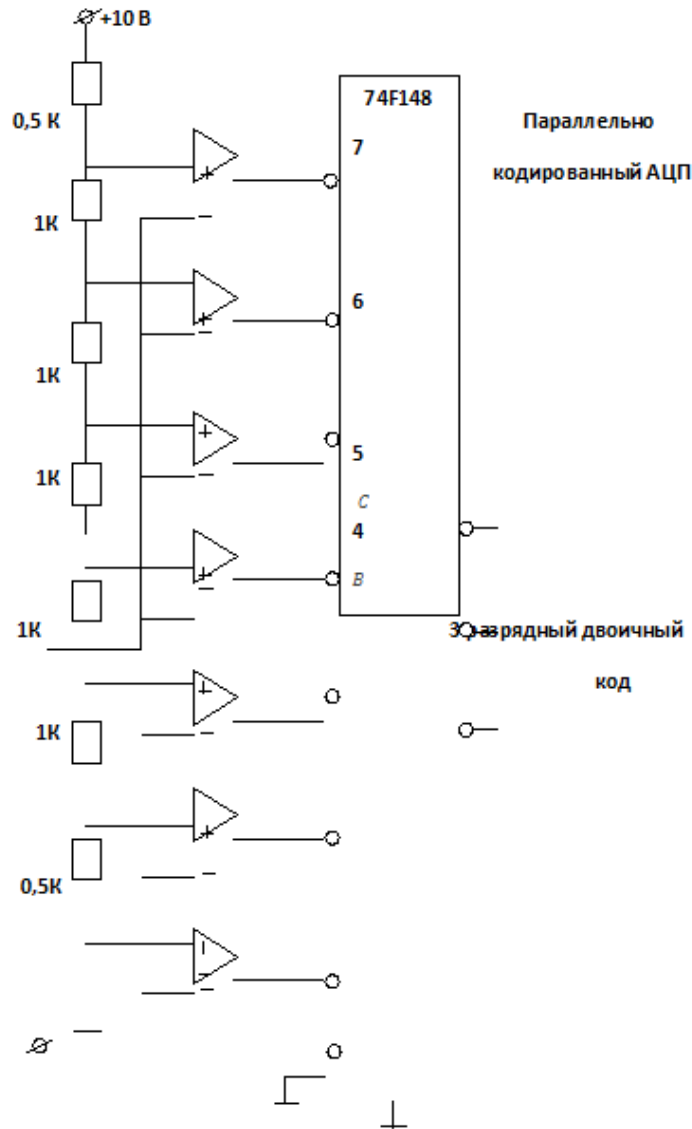 +10 В
74F148
0,5 К
Параллельно
7
кодированный АЦП
+
1К
–
6
+
–
1К
+
5
1К
–
C
4
+
B
–
1К
3 разрядный двоичный
код
+
1К
–
+
0,5К
–
–